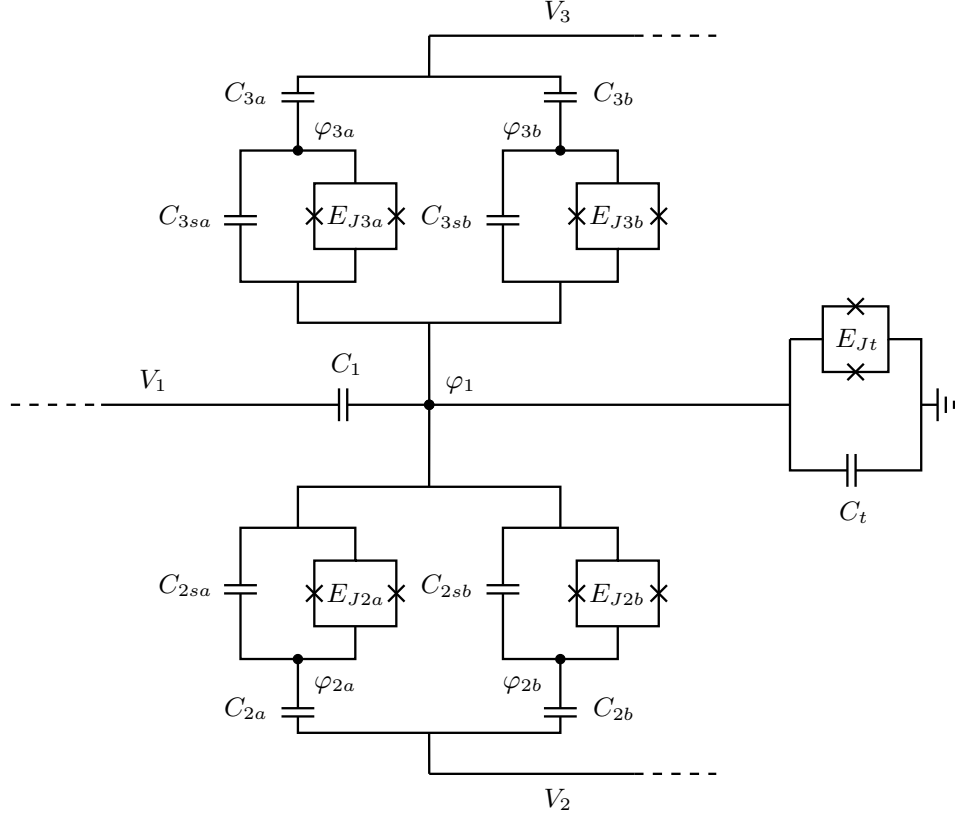 V_3
C_{3a} C_{3b}
φ_{3a} φ_{3b}
C_{3sa} E_{J3a} C_{3sb} E_{J3b}
E_{Jt}
C_1
V_1 φ_1
C_t
C_{2sa} E_{J2a} C_{2sb} E_{J2b}
φ_{2a} φ_{2b}
C_{2a} C_{2b}
V_2